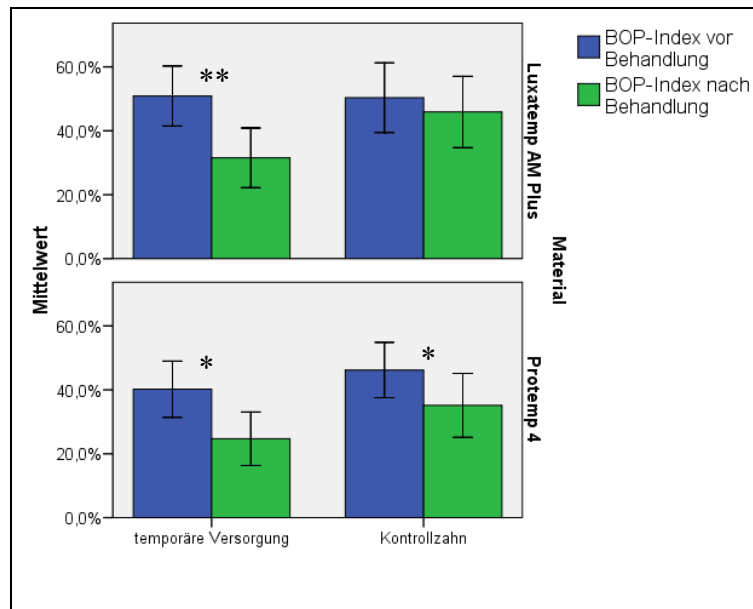 BOP-Index vor
Behandlung
BOP-Index nach
Behandlung
Mittelwert
60,0%
40,0%
20,0%
0,0%
**
Luxatemp AM Plus
Material
60,0%
40,0%
20,0%
0,0%
*
*
Protemp 4
temporäre Versorgung
Kontrollzahn